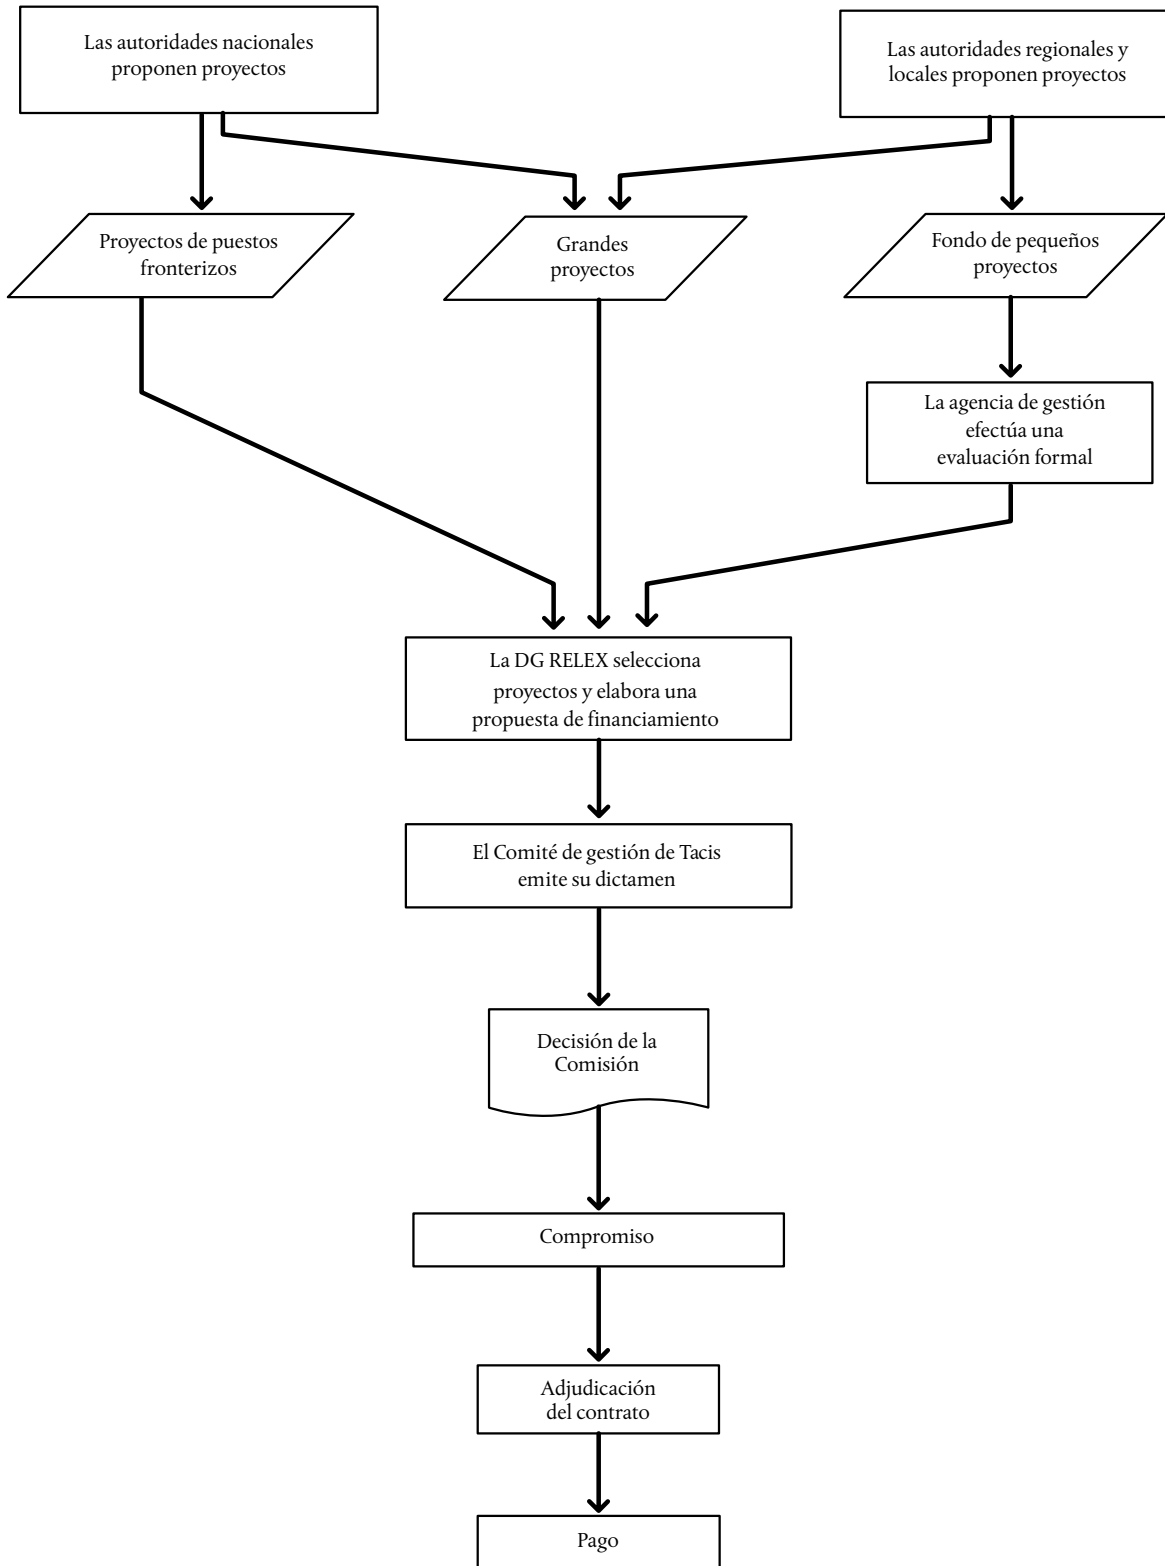 Las autoridades nacionales
proponen proyectos
Las autoridades regionales y
locales proponen proyectos
Proyectos de puestos
fronterizos
Grandes
proyectos
Fondo de pequeños
proyectos
La agencia de gestión
efectúa una
evaluación formal
La DG RELEX selecciona
proyectos y elabora una
propuesta de financiamiento
El Comité de gestión de Tacis
emite su dictamen
Decisión de la
Comisión
Compromiso
Adjudicación
del contrato
Pago